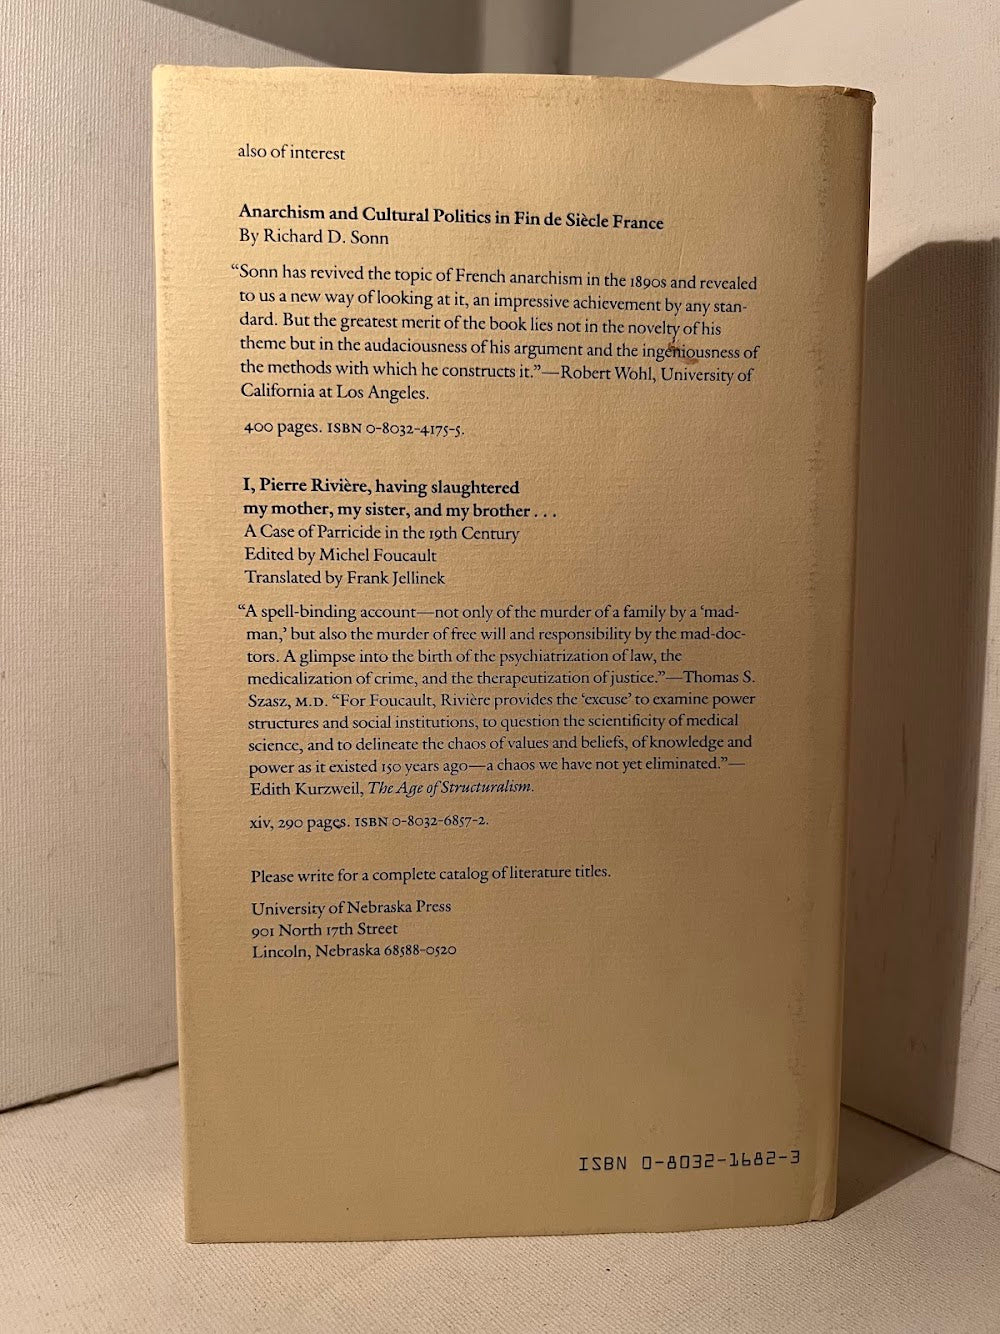 also of interest
Anarchism and Cultural Politics in Fin de Siècle France
By Richard D. Sonn
“Sonn has revived the topic of French anarchism in the 1890s and revealed
to us a new way of looking at it, an impressive achievement by any stan-
dard. But the greatest merit of the book lies not in the novelty of his
theme but in the audaciousness of his argument and the ingeniousness of
the methods with which he constructs it.”—Robert Wohl, University of
California at Los Angeles.
400 pages. ISBN 0-8032-4175-5.
I, Pierre Rivière, having slaughtered
my mother, my sister, and my brother . . .
A Case of Parricide in the 19th Century
Edited by Michel Foucault
Translated by Frank Jellinek
“A spell-binding account—not only of the murder of a family by a ‘mad-
man,’ but also the murder of free will and responsibility by the mad-doc-
tors. A glimpse into the birth of the psychiatrization of law, the
medicalization of crime, and the therapeutization of justice.”—Thomas S.
Szasz, M.D. “For Foucault, Rivière provides the ‘excuse’ to examine power
structures and social institutions, to question the scientificity of medical
science, and to delineate the chaos of values and beliefs, of knowledge and
power as it existed 150 years ago—a chaos we have not yet eliminated.”—
Edith Kurzweil, The Age of Structuralism.
xiv, 290 pages. ISBN 0-8032-6857-2.
Please write for a complete catalog of literature titles.
University of Nebraska Press
901 North 17th Street
Lincoln, Nebraska 68588-0520
ISBN 0-8032-1682-3